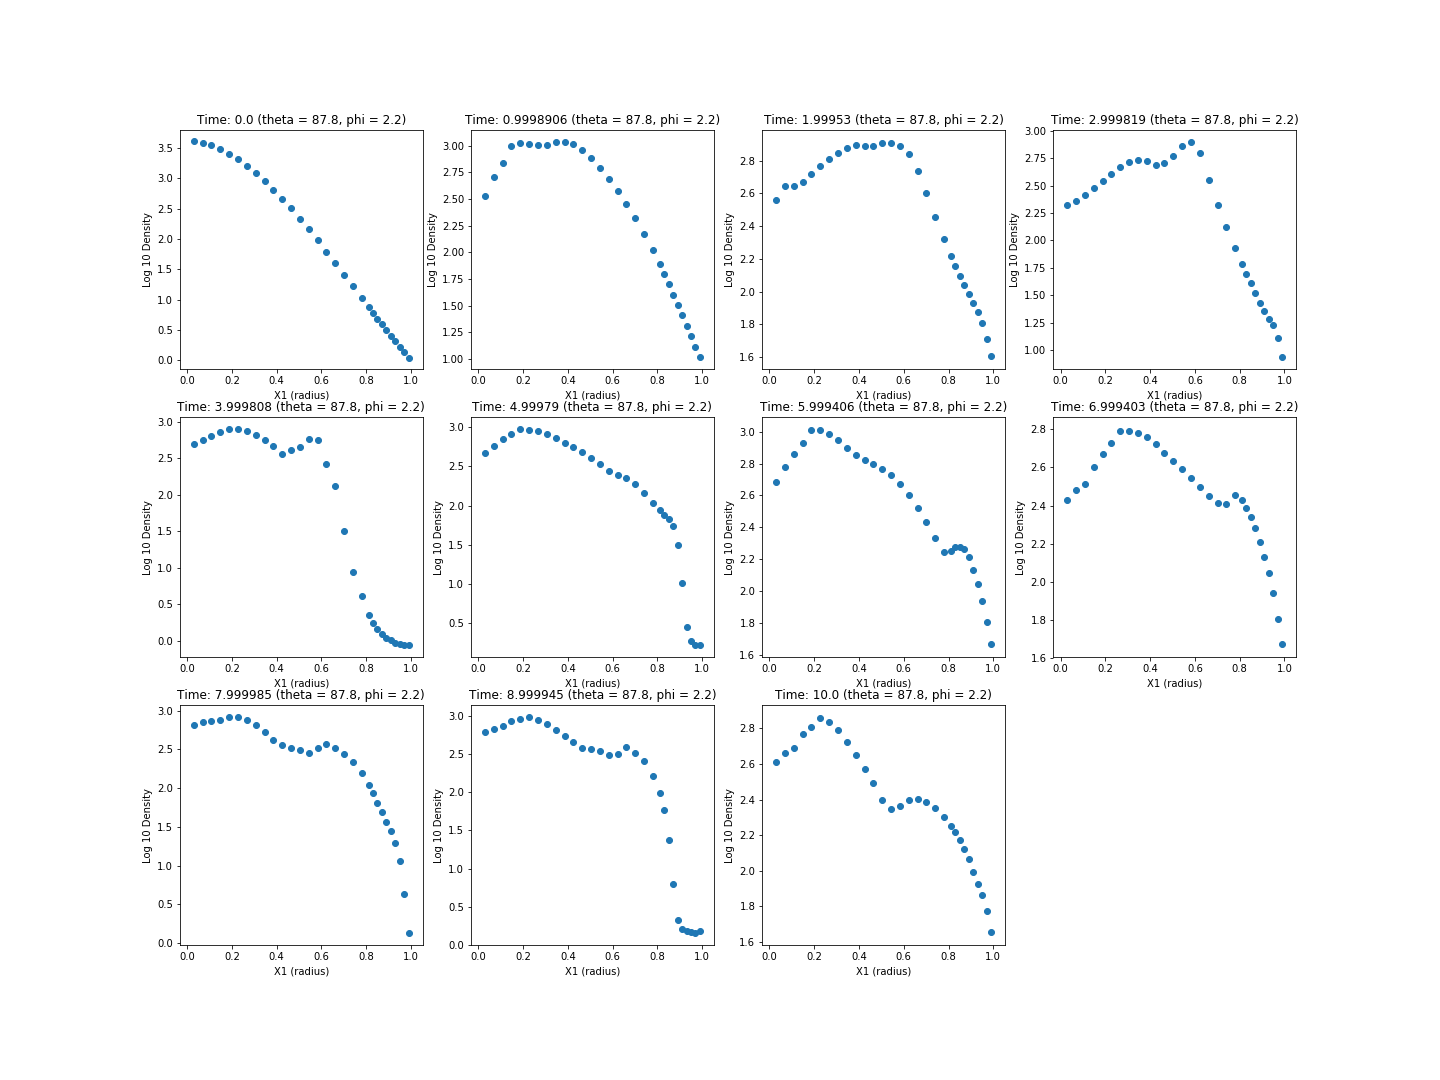 Time: 0.0 (theta = 87.8, phi = 2.2)
Log 10 Density
3.5
3.0
2.5
2.0
1.5
1.0
0.5
0.0
0.0 0.2 0.4 0.6 0.8 1.0
X1 (radius)
Time: 0.9998906 (theta = 87.8, phi = 2.2)
Log 10 Density
3.00
2.75
2.50
2.25
2.00
1.75
1.50
1.25
1.00
0.0 0.2 0.4 0.6 0.8 1.0
X1 (radius)
Time: 1.99953 (theta = 87.8, phi = 2.2)
Log 10 Density
2.8
2.6
2.4
2.2
2.0
1.8
1.6
0.0 0.2 0.4 0.6 0.8 1.0
X1 (radius)
Time: 2.999819 (theta = 87.8, phi = 2.2)
Log 10 Density
3.00
2.75
2.50
2.25
2.00
1.75
1.50
1.25
1.00
0.0 0.2 0.4 0.6 0.8 1.0
X1 (radius)
Time: 3.999808 (theta = 87.8, phi = 2.2)
Log 10 Density
3.0
2.5
2.0
1.5
1.0
0.5
0.0
0.0 0.2 0.4 0.6 0.8 1.0
X1 (radius)
Time: 4.99979 (theta = 87.8, phi = 2.2)
Log 10 Density
3.0
2.5
2.0
1.5
1.0
0.5
0.0 0.2 0.4 0.6 0.8 1.0
X1 (radius)
Time: 5.999406 (theta = 87.8, phi = 2.2)
Log 10 Density
3.0
2.8
2.6
2.4
2.2
2.0
1.8
1.6
0.0 0.2 0.4 0.6 0.8 1.0
X1 (radius)
Time: 6.999403 (theta = 87.8, phi = 2.2)
Log 10 Density
2.8
2.6
2.4
2.2
2.0
1.8
1.6
0.0 0.2 0.4 0.6 0.8 1.0
X1 (radius)
Time: 7.999985 (theta = 87.8, phi = 2.2)
Log 10 Density
3.0
2.5
2.0
1.5
1.0
0.5
0.0
0.0 0.2 0.4 0.6 0.8 1.0
X1 (radius)
Time: 8.999945 (theta = 87.8, phi = 2.2)
Log 10 Density
3.0
2.5
2.0
1.5
1.0
0.5
0.0
0.0 0.2 0.4 0.6 0.8 1.0
X1 (radius)
Time: 10.0 (theta = 87.8, phi = 2.2)
Log 10 Density
2.8
2.6
2.4
2.2
2.0
1.8
1.6
0.0 0.2 0.4 0.6 0.8 1.0
X1 (radius)